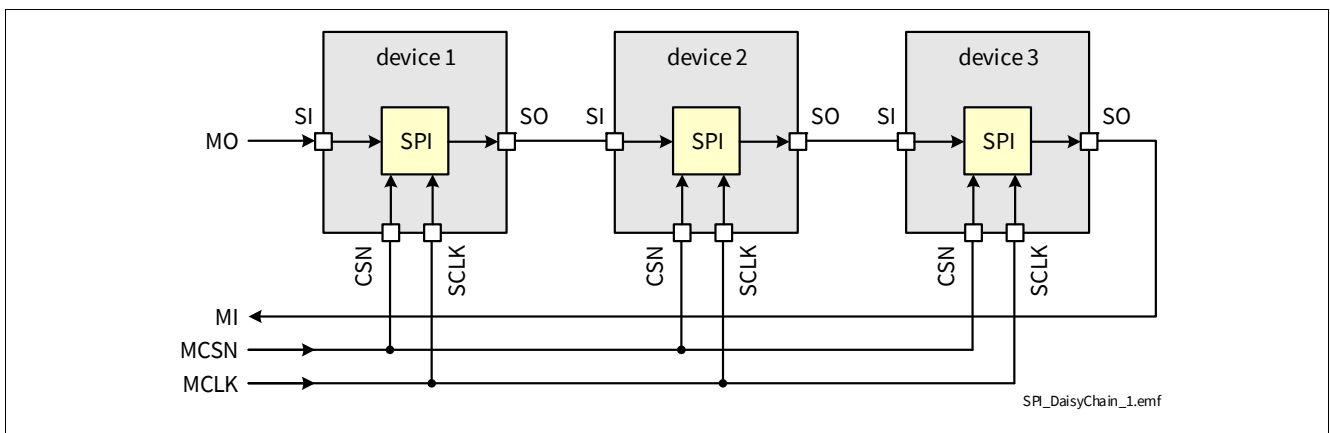 device 1
device 2
device 3
SI
SO
SI
SO
SI
SO
MO
SPI
SPI
SPI
CSN
SCLK
CSN
SCLK
CSN
SCLK
MI
MCSN
MCLK
SPI_DaisyChain_1.emf